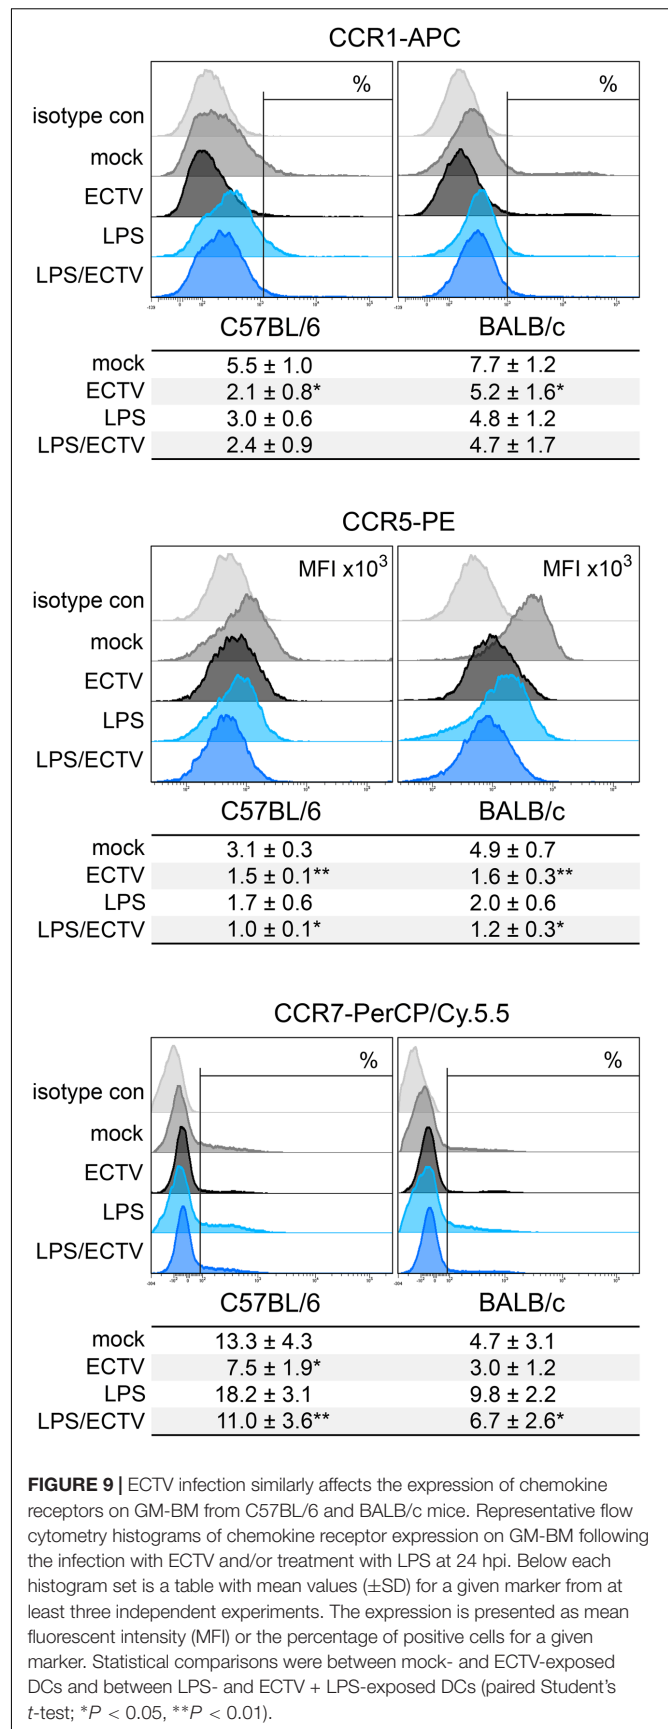 CCR1-APC
% %
isotype con
mock
ECTV
LPS
LPS/ECTV
C57BL/6 BALB/c
mock 5.5 ± 1.0 7.7 ± 1.2
ECTV 2.1 ± 0.8* 5.2 ± 1.6*
LPS 3.0 ± 0.6 4.8 ± 1.2
LPS/ECTV 2.4 ± 0.9 4.7 ± 1.7
CCR5-PE
MFI x10³ MFI x10³
isotype con
mock
ECTV
LPS
LPS/ECTV
C57BL/6 BALB/c
mock 3.1 ± 0.3 4.9 ± 0.7
ECTV 1.5 ± 0.1** 1.6 ± 0.3**
LPS 1.7 ± 0.6 2.0 ± 0.6
LPS/ECTV 1.0 ± 0.1* 1.2 ± 0.3*
CCR7-PerCP/Cy.5.5
% %
isotype con
mock
ECTV
LPS
LPS/ECTV
C57BL/6 BALB/c
mock 13.3 ± 4.3 4.7 ± 3.1
ECTV 7.5 ± 1.9* 3.0 ± 1.2
LPS 18.2 ± 3.1 9.8 ± 2.2
LPS/ECTV 11.0 ± 3.6** 6.7 ± 2.6*
FIGURE 9 | ECTV infection similarly affects the expression of chemokine
receptors on GM-BM from C57BL/6 and BALB/c mice. Representative flow
cytometry histograms of chemokine receptor expression on GM-BM following
the infection with ECTV and/or treatment with LPS at 24 hpi. Below each
histogram set is a table with mean values (±SD) for a given marker from at
least three independent experiments. The expression is presented as mean
fluorescent intensity (MFI) or the percentage of positive cells for a given
marker. Statistical comparisons were between mock- and ECTV-exposed
DCs and between LPS- and ECTV + LPS-exposed DCs (paired Student's
t-test; *P < 0.05, **P < 0.01).